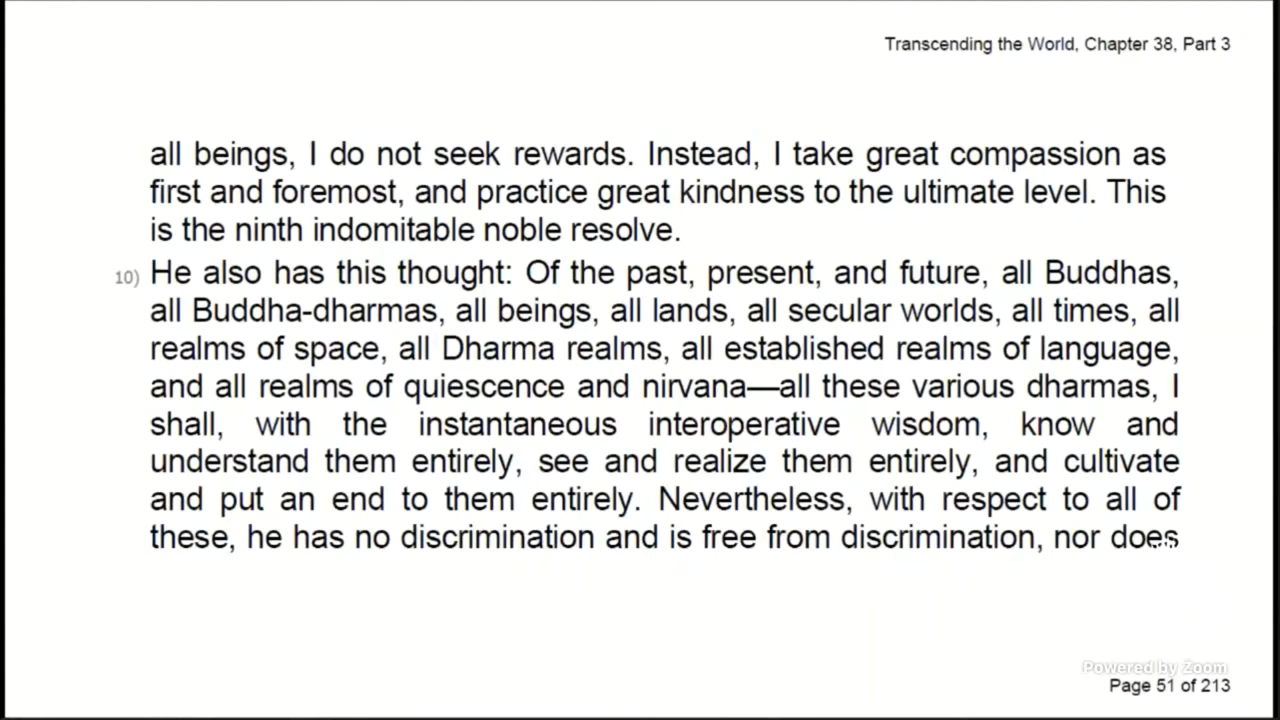 Transcending the World, Chapter 38, Part 3
all beings, I do not seek rewards. Instead, I take great compassion as
first and foremost, and practice great kindness to the ultimate level. This
is the ninth indomitable noble resolve.
10) He also has this thought: Of the past, present, and future, all Buddhas,
all Buddha-dharmas, all beings, all lands, all secular worlds, all times, all
realms of space, all Dharma realms, all established realms of language,
and all realms of quiescence and nirvana—all these various dharmas, I
shall, with the instantaneous interoperative wisdom, know and
understand them entirely, see and realize them entirely, and cultivate
and put an end to them entirely. Nevertheless, with respect to all of
these, he has no discrimination and is free from discrimination, nor does
Powered by Zoom
Page 51 of 213